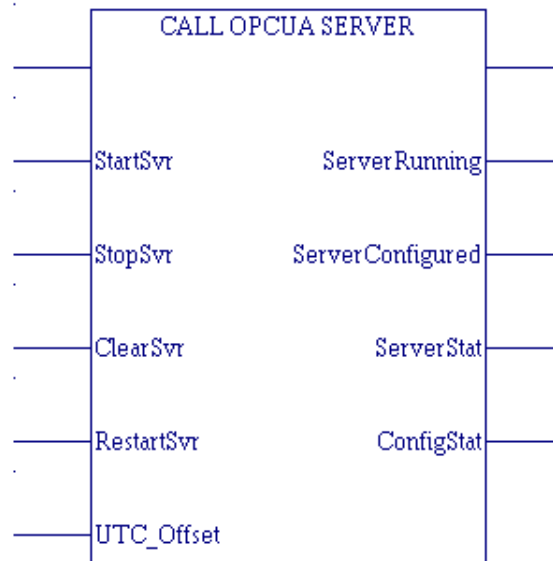 CALL OPCUA SERVER
StartSvr ServerRunning
StopSvr ServerConfigured
ClearSvr ServerStat
RestartSvr ConfigStat
UTC_Offset